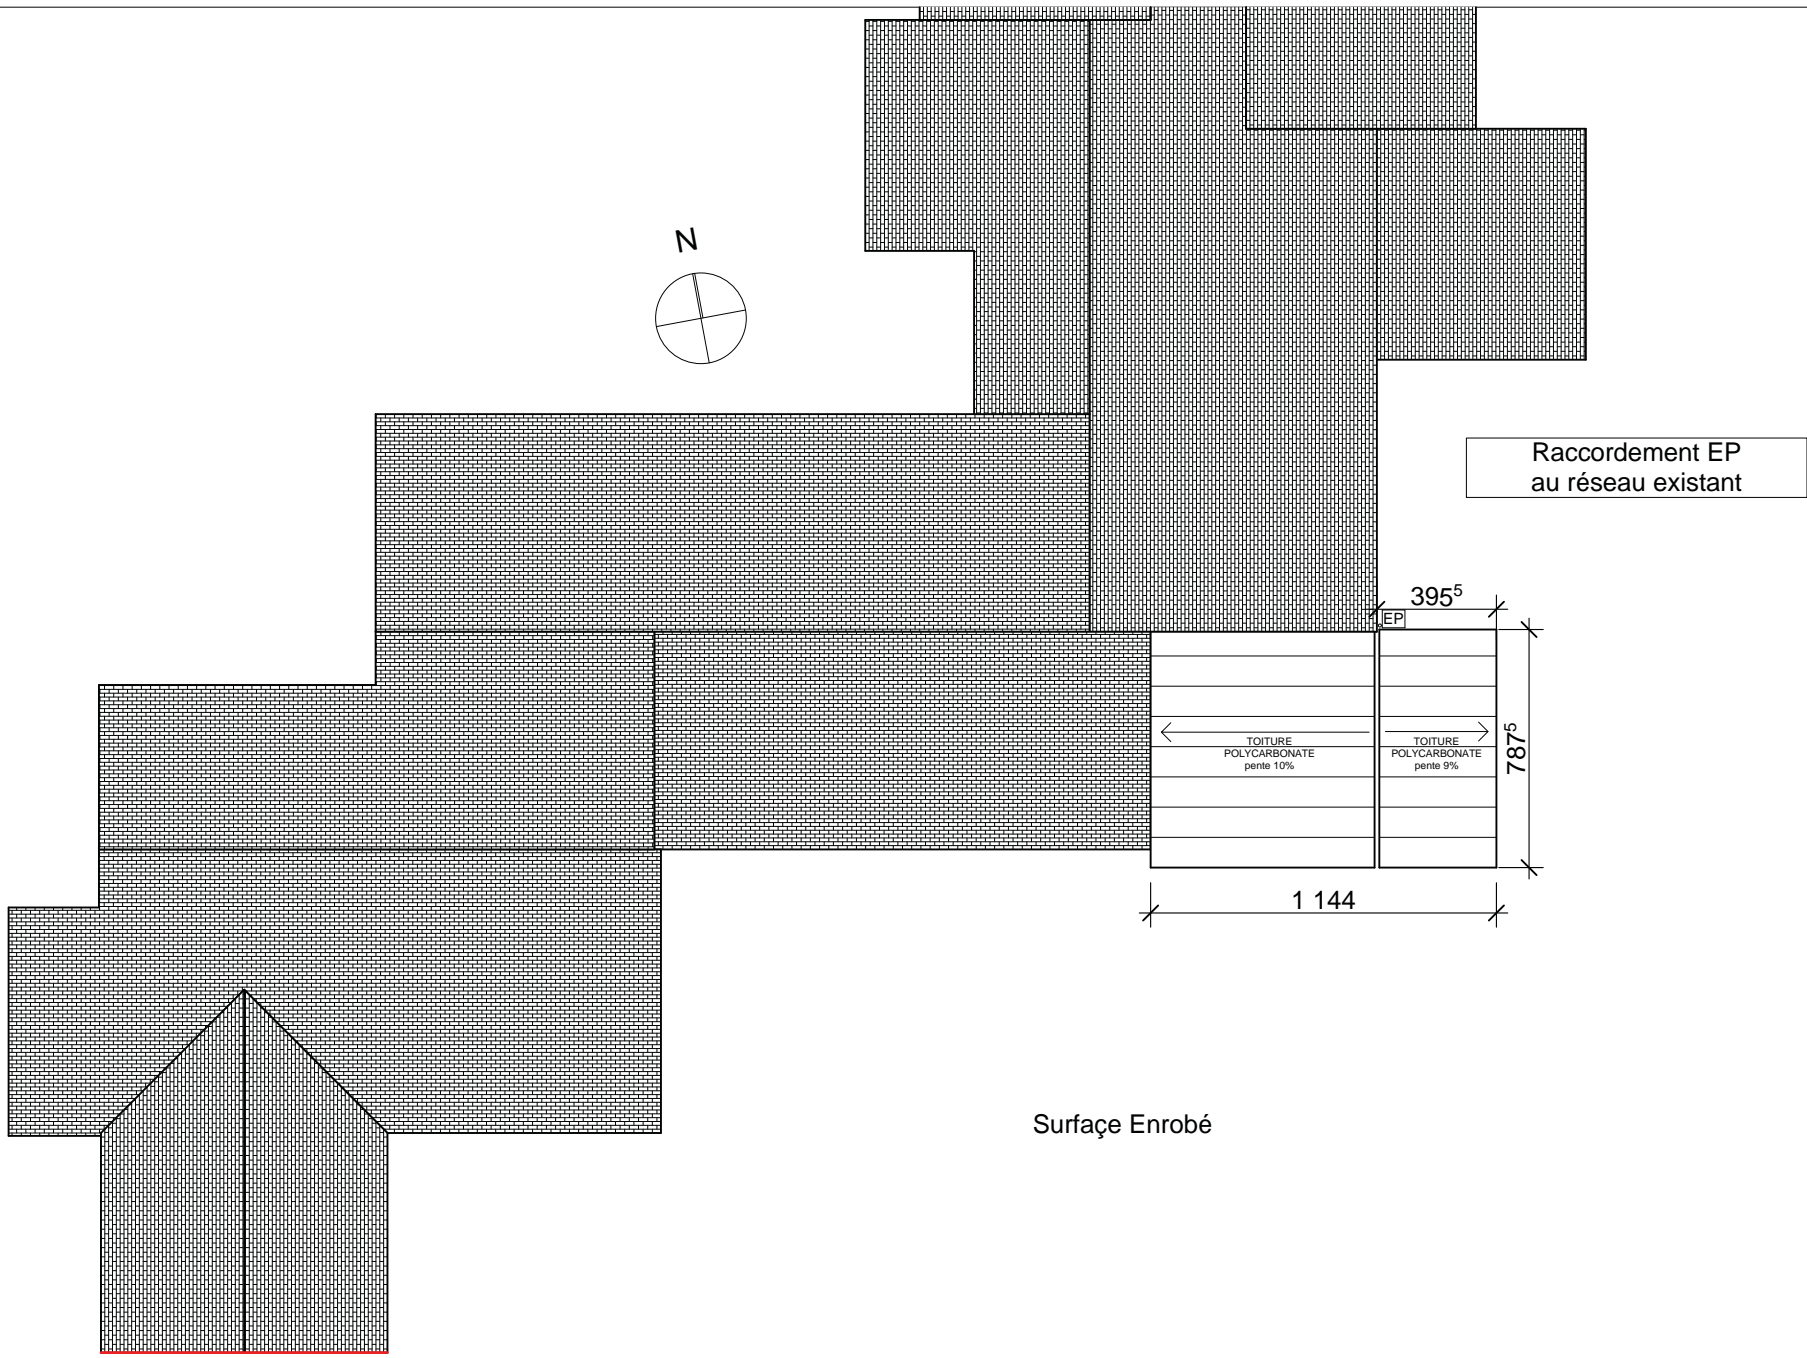 N
Raccordement EP
au réseau existant
395⁵
EP
787⁵
TOITURE
POLYCARBONATE
pente 10%
TOITURE
POLYCARBONATE
pente 9%
1 144
Surfaçe Enrobé